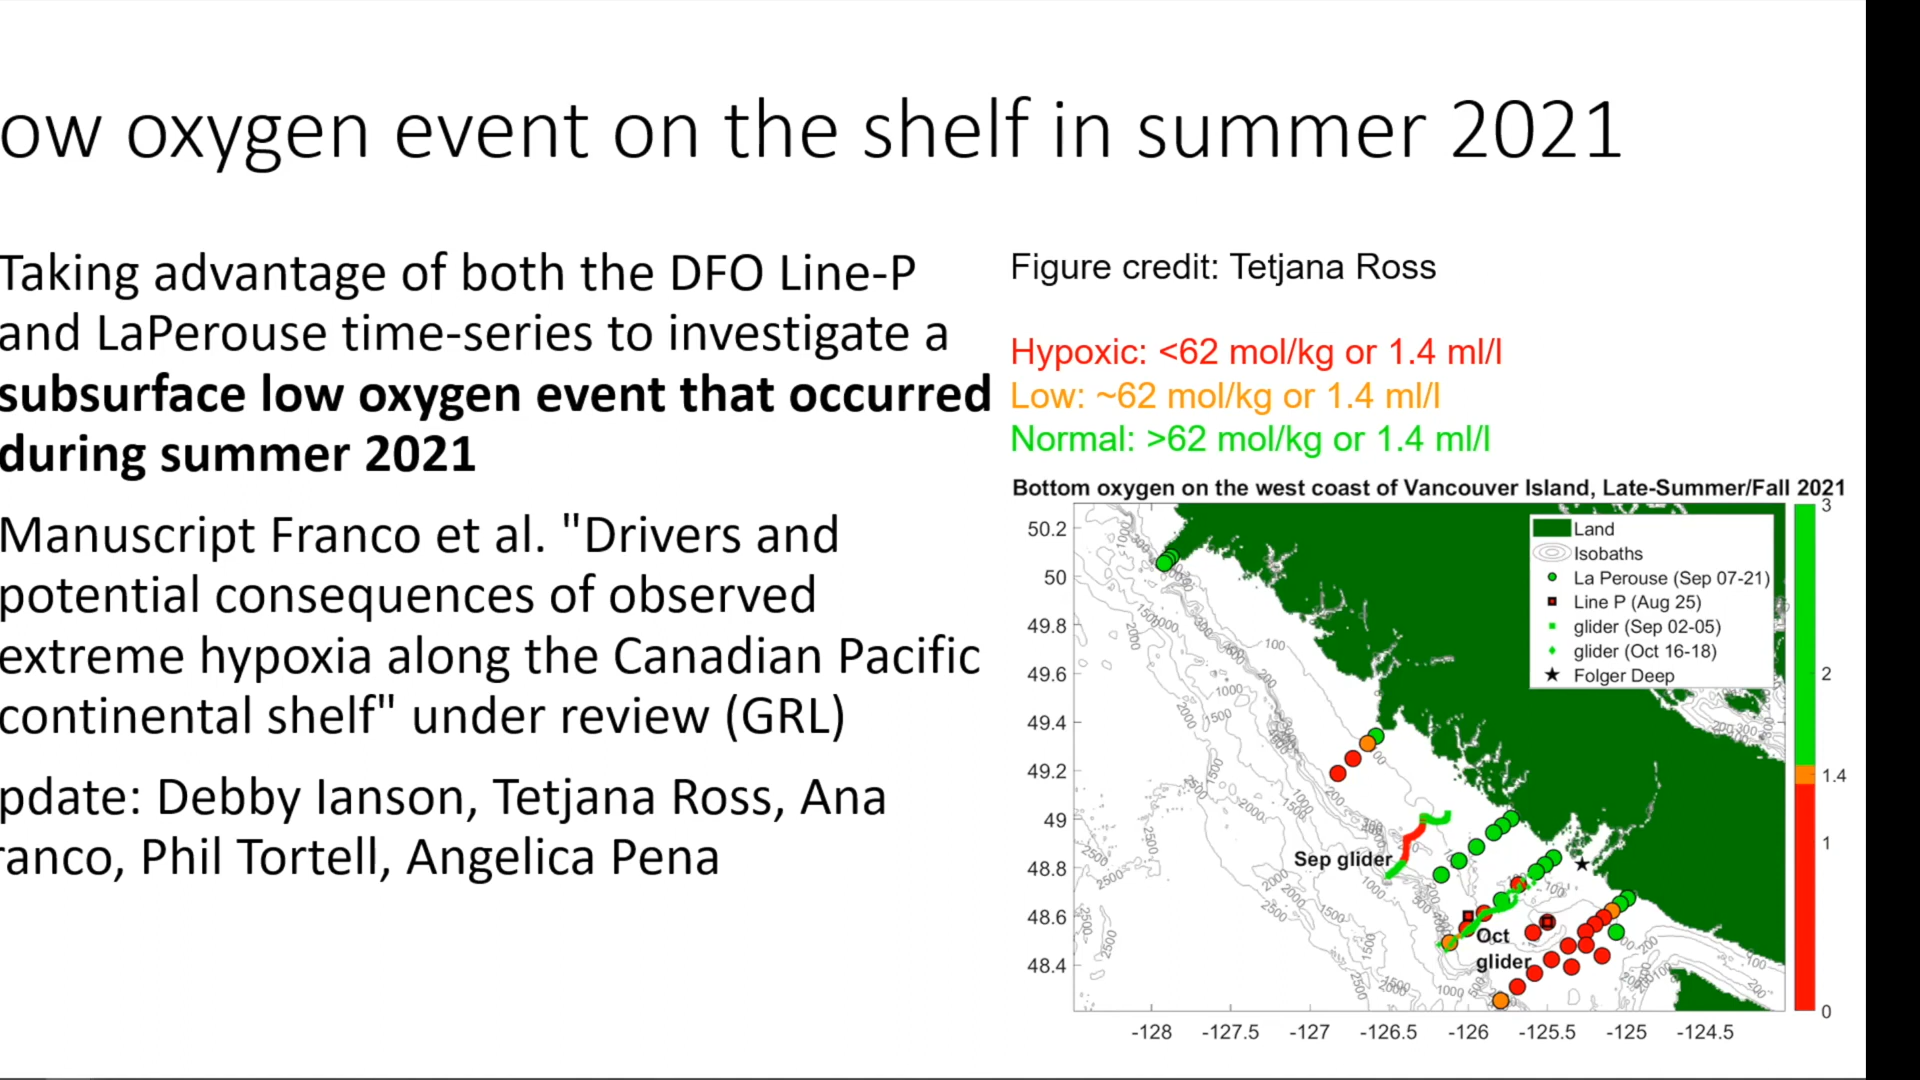 ow oxygen event on the shelf in summer 2021
Taking advantage of both the DFO Line-P
and LaPerouse time-series to investigate a
subsurface low oxygen event that occurred
during summer 2021
Manuscript Franco et al. "Drivers and
potential consequences of observed
extreme hypoxia along the Canadian Pacific
continental shelf" under review (GRL)
pdate: Debby Ianson, Tetjana Ross, Ana
ranco, Phil Tortell, Angelica Pena
Figure credit: Tetjana Ross
Hypoxic: <62 mol/kg or 1.4 ml/l
Low: ~62 mol/kg or 1.4 ml/l
Normal: >62 mol/kg or 1.4 ml/l
Bottom oxygen on the west coast of Vancouver Island, Late-Summer/Fall 2021
Land
Isobaths
La Perouse (Sep 07-21)
Line P (Aug 25)
glider (Sep 02-05)
glider (Oct 16-18)
Folger Deep
50.2
50
49.8
49.6
49.4
49.2
49
48.8
48.6
48.4
Sep glider
Oct
glider
-128
-127.5
-127
-126.5
-126
-125.5
-125
-124.5
3
2
1.4
1
0